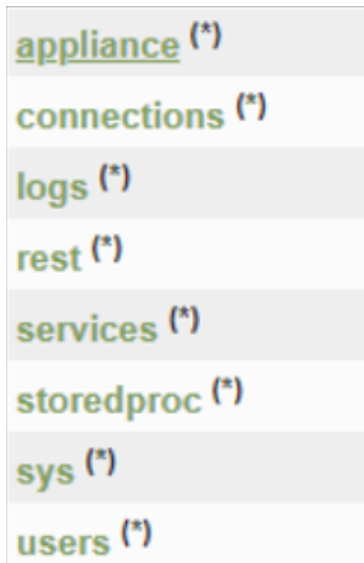 appliance (*)
connections (*)
logs (*)
rest (*)
services (*)
storedproc (*)
sys (*)
users (*)